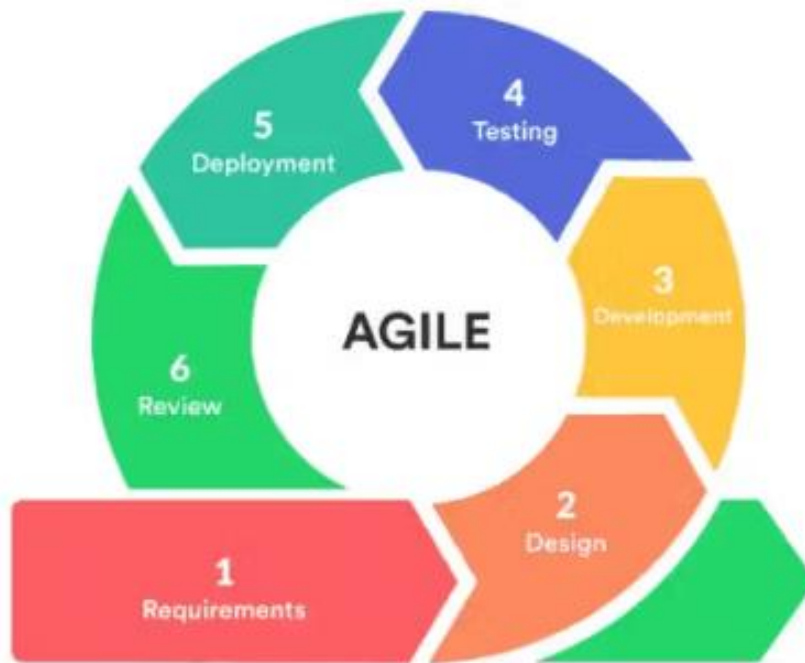 1
Requirements
2
Design
3
Development
4
Testing
5
Deployment
6
Review
AGILE